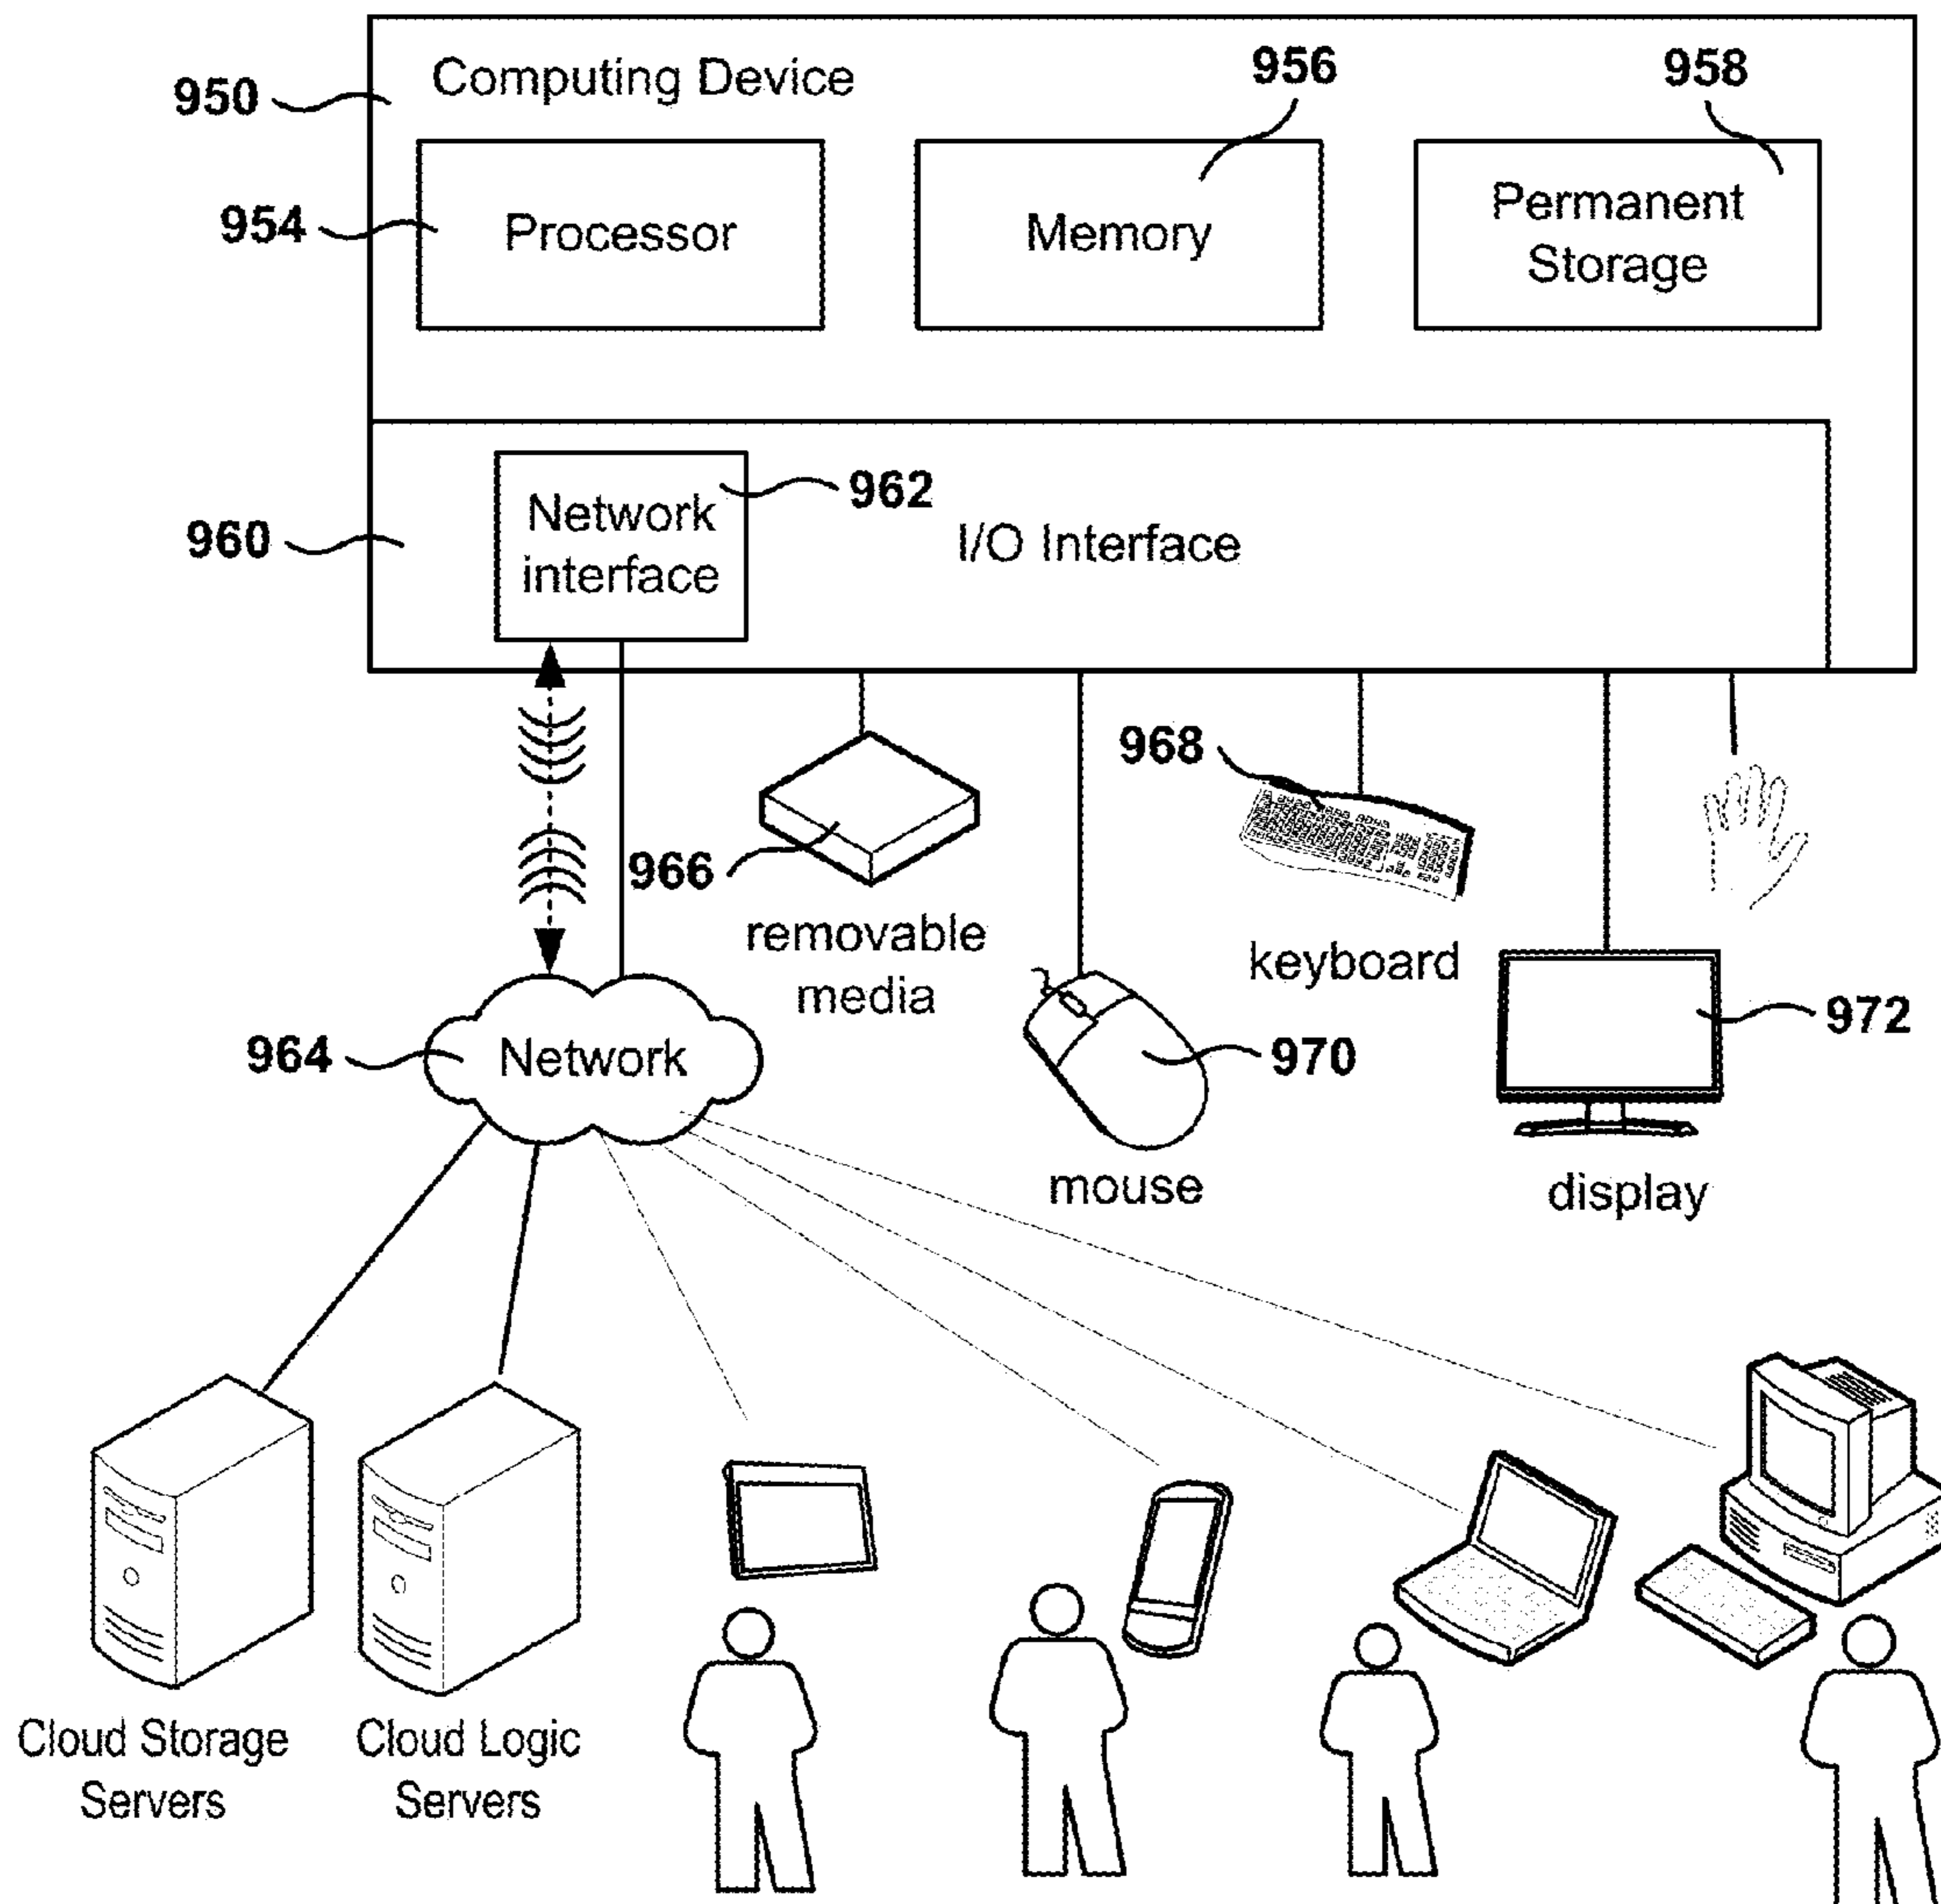 956
958
950
Computing Device
954
Processor
Memory
Permanent
Storage
962
Network
interface
960
I/O Interface
968
966
removable
media
keyboard
972
964
Network
970
mouse
display
Cloud Storage
Servers
Cloud Logic
Servers